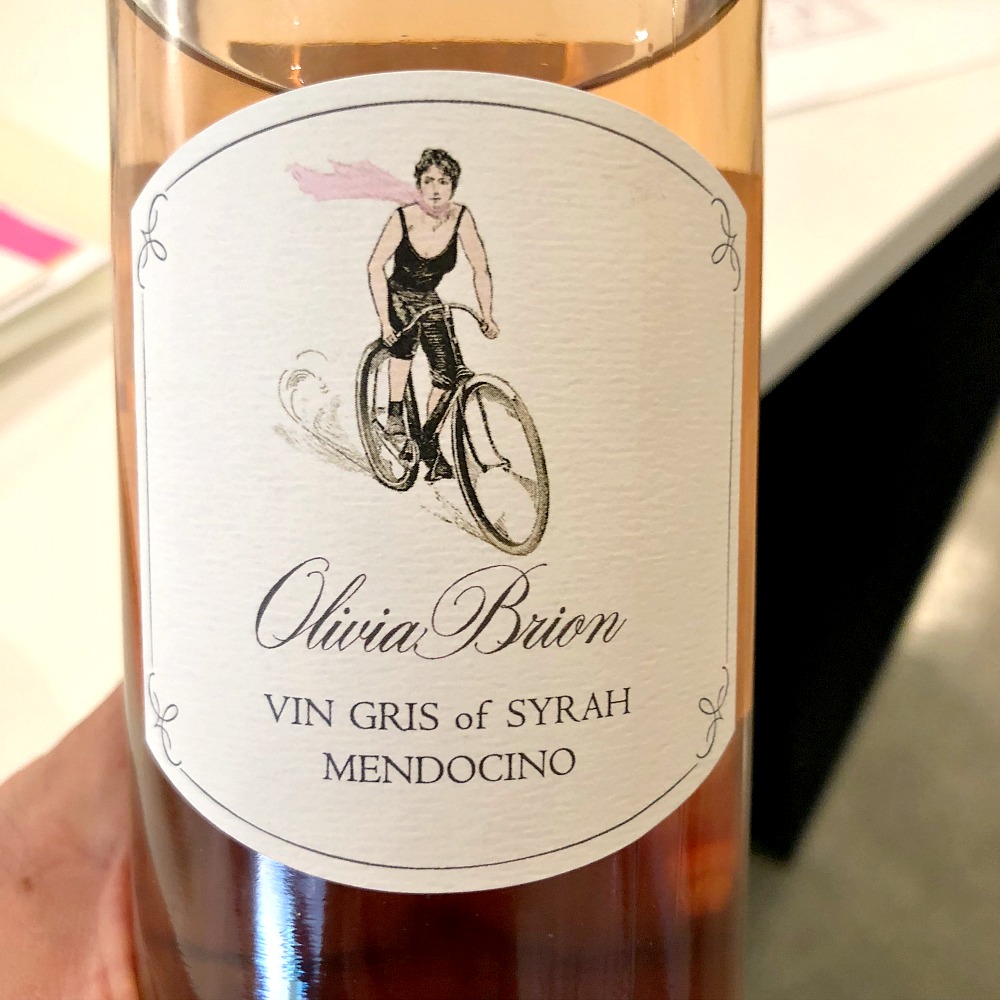 Olivia Brion
VIN GRIS of SYRAH
MENDOCINO